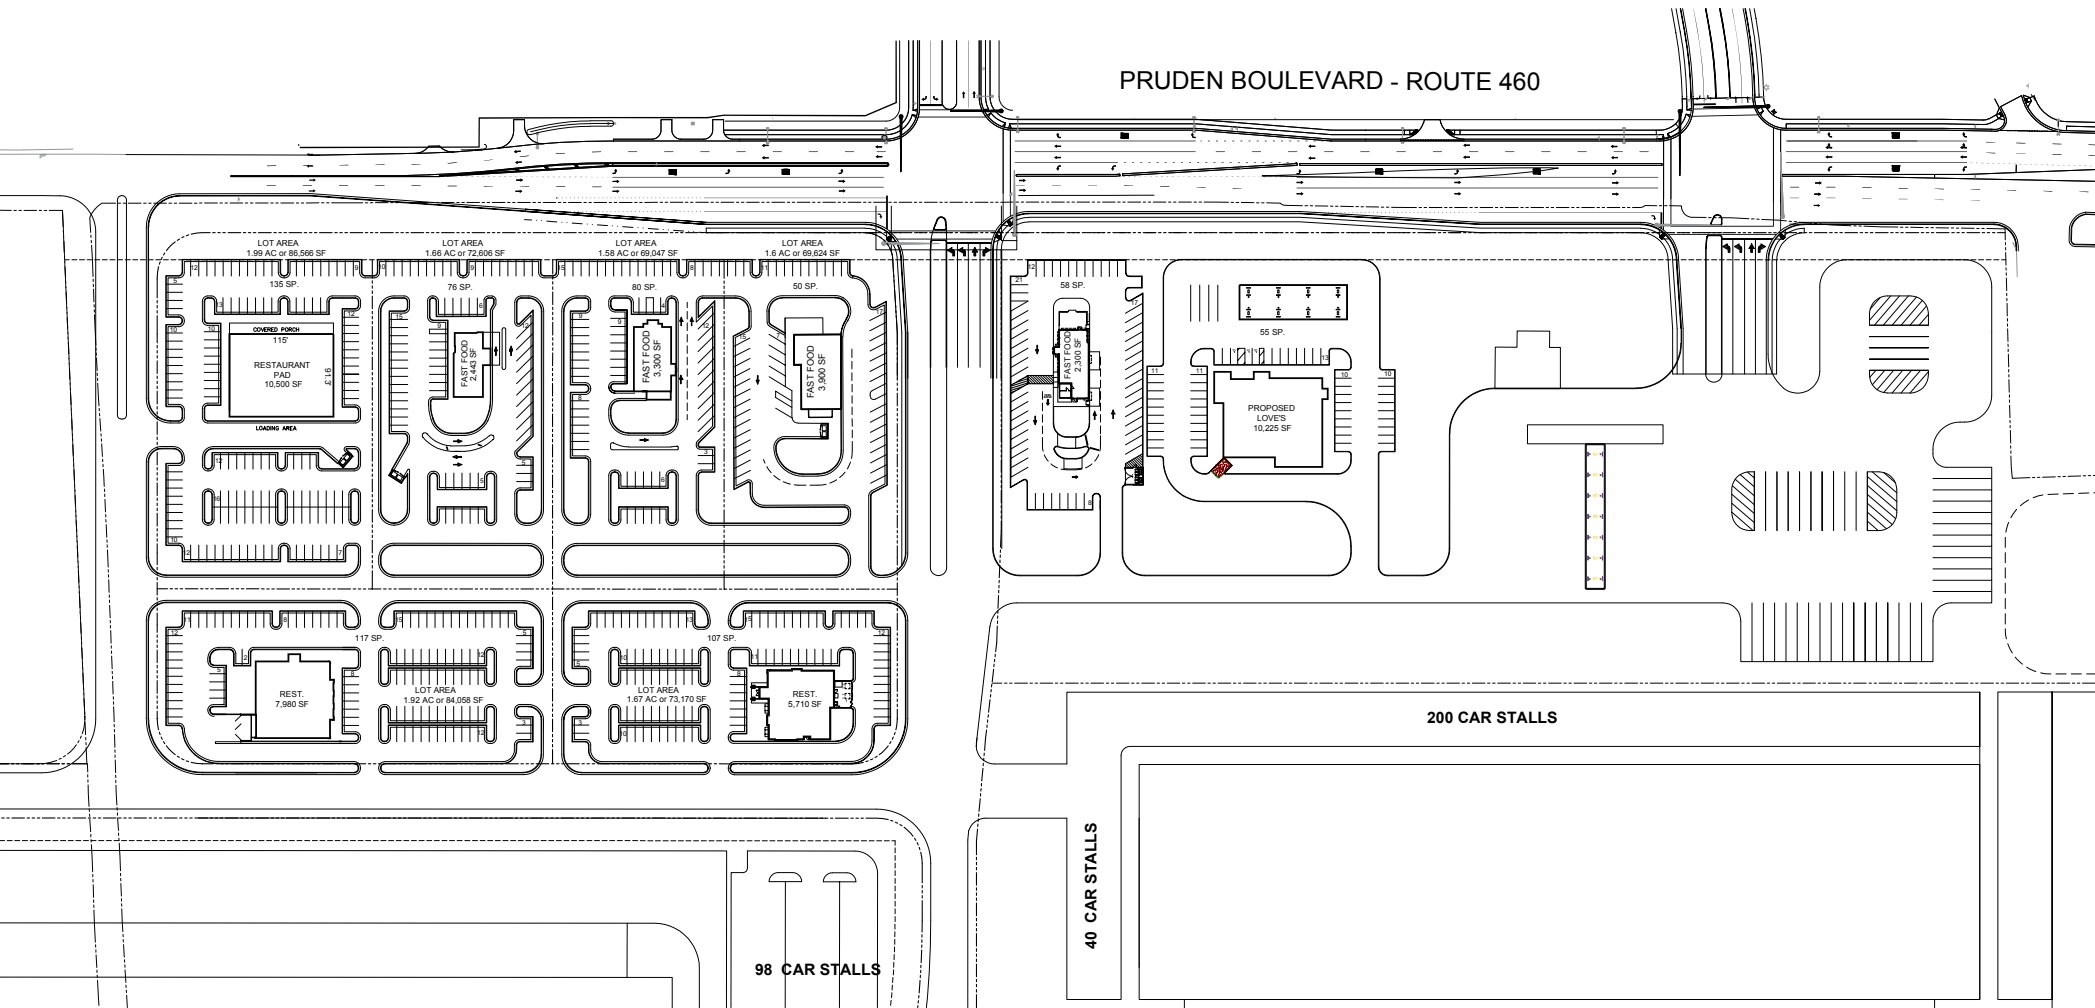 PRUDEN BOULEVARD - ROUTE 460
LOT AREA
1.99 AC or 86,566 SF
135 SP.
LOT AREA
1.66 AC or 72,606 SF
76 SP.
LOT AREA
1.58 AC or 69,047 SF
80 SP.
LOT AREA
1.6 AC or 69,624 SF
50 SP.
58 SP.
55 SP.
COVERED PORCH
115'
RESTAURANT
PAD
10,500 SF
91.3'
LOADING AREA
FAST FOOD
2,443 SF
FAST FOOD
3,300 SF
FAST FOOD
3,900 SF
FAST FOOD
2,300 SF
PROPOSED
LOVE'S
10,225 SF
117 SP.
107 SP.
REST.
7,980 SF
LOT AREA
1.92 AC or 84,058 SF
LOT AREA
1.67 AC or 73,170 SF
REST.
5,710 SF
200 CAR STALLS
40 CAR STALLS
98 CAR STALLS